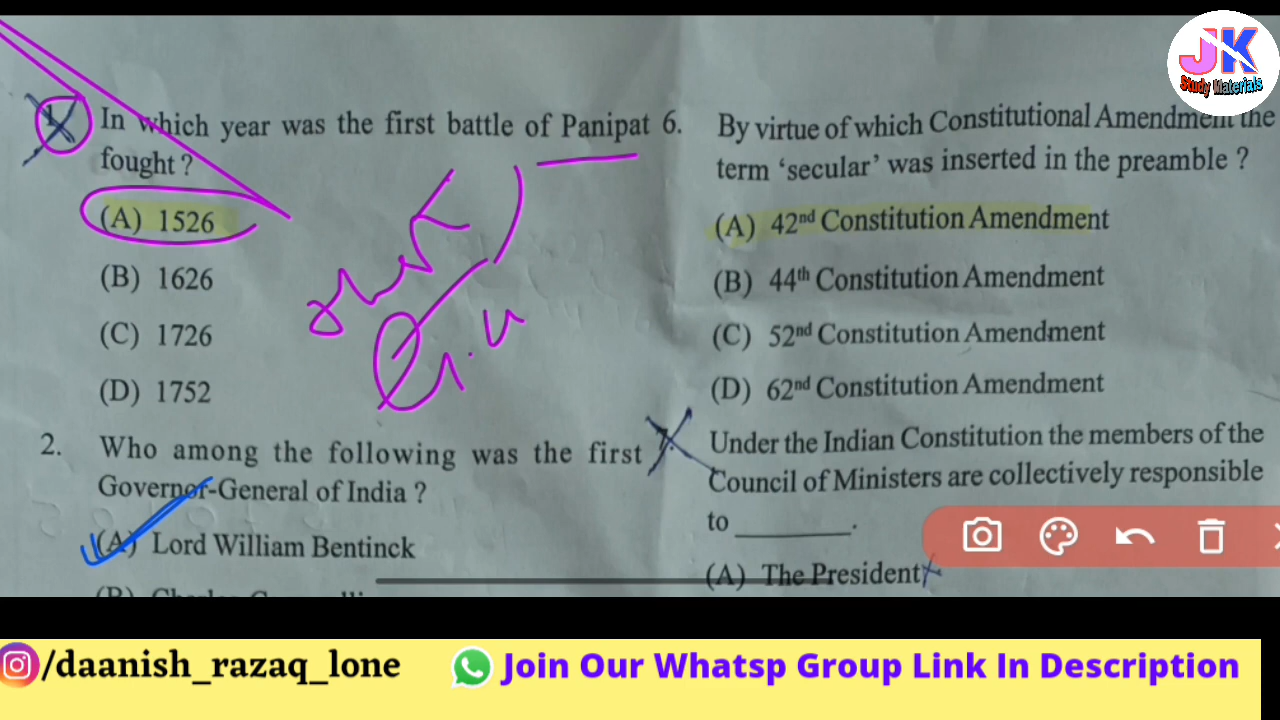 JK
Study Materials
1. In which year was the first battle of Panipat
fought ?
(A) 1526
(B) 1626
(C) 1726
(D) 1752
2. Who among the following was the first
Governor-General of India ?
(A) Lord William Bentinck
6. By virtue of which Constitutional Amendment the
term ‘secular’ was inserted in the preamble ?
(A) 42nd Constitution Amendment
(B) 44th Constitution Amendment
(C) 52nd Constitution Amendment
(D) 62nd Constitution Amendment
7. Under the Indian Constitution the members of the
Council of Ministers are collectively responsible
to ________.
(A) The President
/daanish_razaq_lone
Join Our Whatsp Group Link In Description